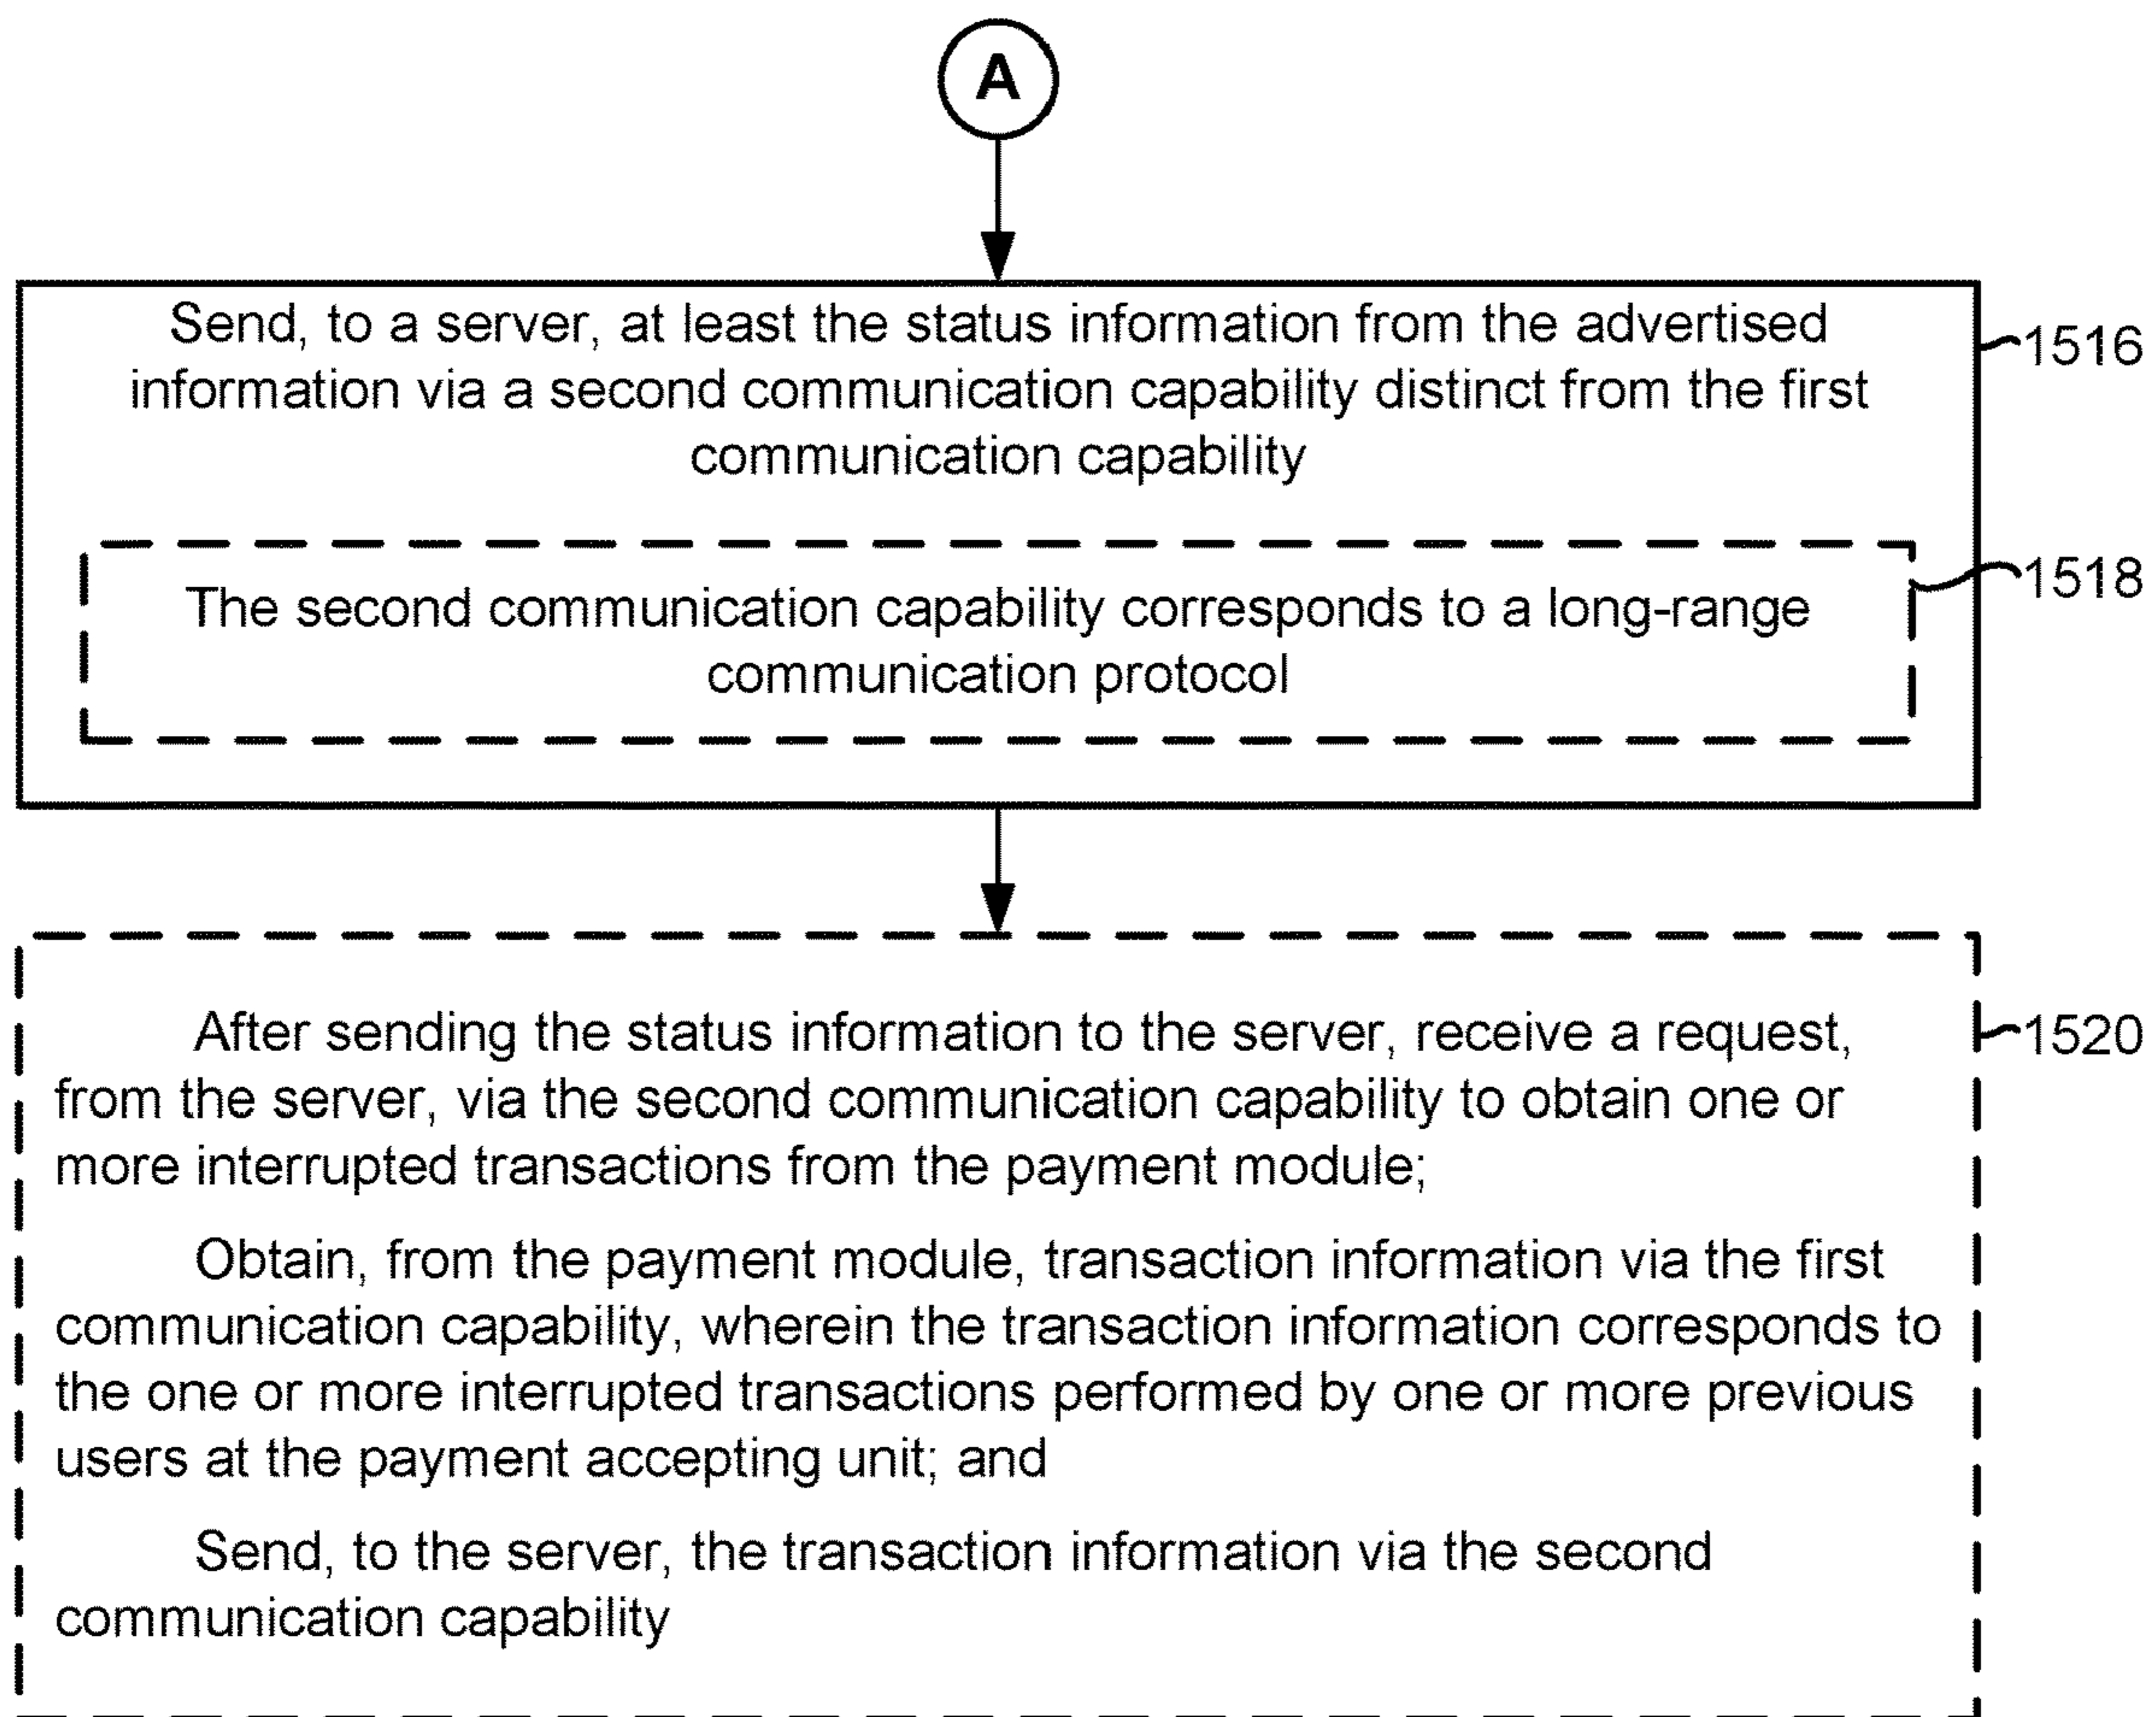 A
Send, to a server, at least the status information from the advertised
information via a second communication capability distinct from the first
communication capability
1516
The second communication capability corresponds to a long-range
communication protocol
1518
After sending the status information to the server, receive a request,
from the server, via the second communication capability to obtain one or
more interrupted transactions from the payment module;
1520
Obtain, from the payment module, transaction information via the first
communication capability, wherein the transaction information corresponds to
the one or more interrupted transactions performed by one or more previous
users at the payment accepting unit; and
Send, to the server, the transaction information via the second
communication capability